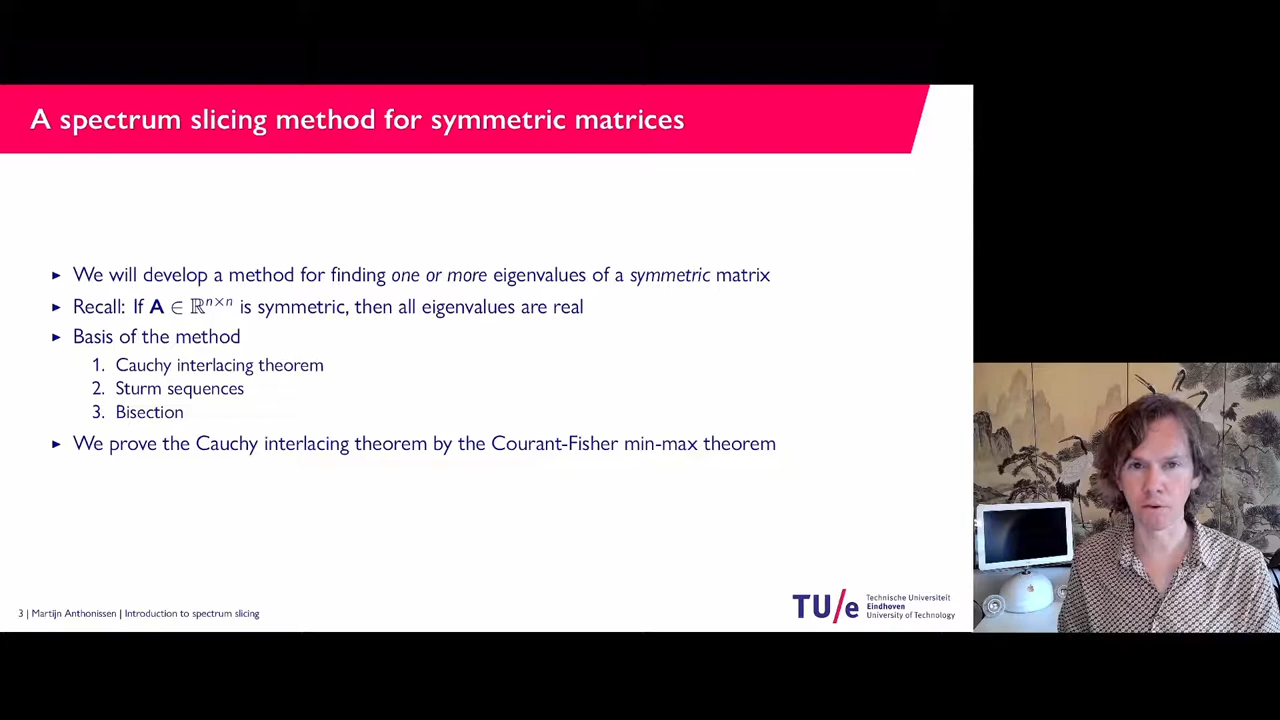 A spectrum slicing method for symmetric matrices
► We will develop a method for finding one or more eigenvalues of a symmetric matrix
► Recall: If A ∈ ℝⁿˣⁿ is symmetric, then all eigenvalues are real
► Basis of the method
1. Cauchy interlacing theorem
2. Sturm sequences
3. Bisection
► We prove the Cauchy interlacing theorem by the Courant-Fisher min-max theorem
3 | Martijn Anthonissen | Introduction to spectrum slicing
TU/e
Technische Universiteit
Eindhoven
University of Technology